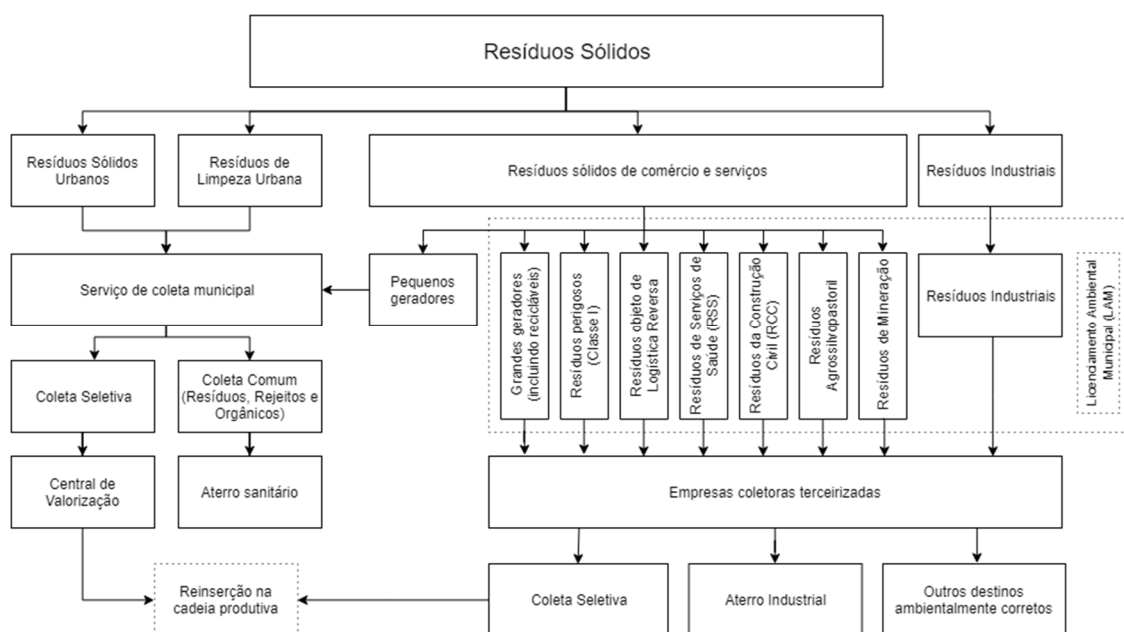 Resíduos Sólidos
Resíduos Sólidos
Urbanos
Resíduos de
Limpeza Urbana
Resíduos sólidos de comércio e serviços
Resíduos Industriais
Serviço de coleta municipal
Pequenos
geradores
Grandes geradores
(incluindo recicláveis)
Resíduos perigosos
(Classe I)
Resíduos objeto de
Logística Reversa
Resíduos de Serviços de
Saúde (RSS)
Resíduos da Construção
Civil (RCC)
Resíduos
Agrossilvopastoril
Resíduos de Mineração
Resíduos Industriais
Licenciamento Ambiental
Municipal (LAM)
Coleta Seletiva
Coleta Comum
(Resíduos, Rejeitos e
Orgânicos)
Central de
Valorização
Aterro sanitário
Empresas coletoras terceirizadas
Reinserção na
cadeia produtiva
Coleta Seletiva
Aterro Industrial
Outros destinos
ambientalmente corretos